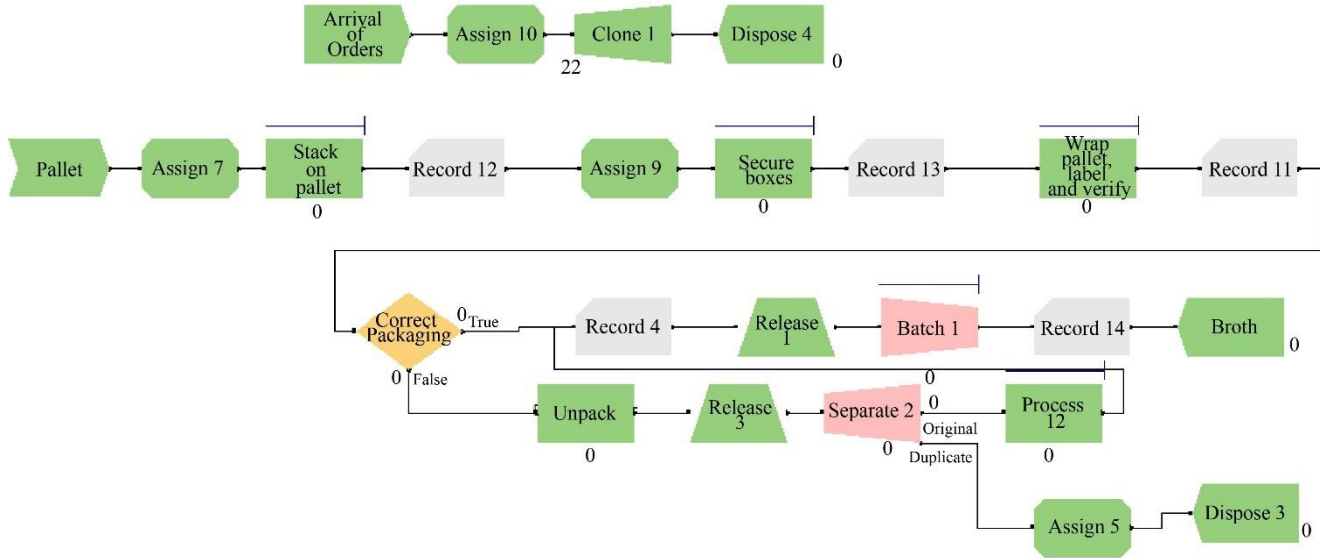 Arrival
of
Orders
Assign 10
Clone 1
Dispose 4
22
0
Pallet
Assign 7
Stack
on
pallet
0
Record 12
Assign 9
Secure
boxes
0
Record 13
Wrap
pallet,
label
and verify
0
Record 11
Correct
Packaging
0 True
0 False
Record 4
Release
1
Batch 1
0
Record 14
Broth
0
Unpack
0
Release
3
Separate 2
0
Original
0
Duplicate
Process
12
0
Assign 5
Dispose 3
0